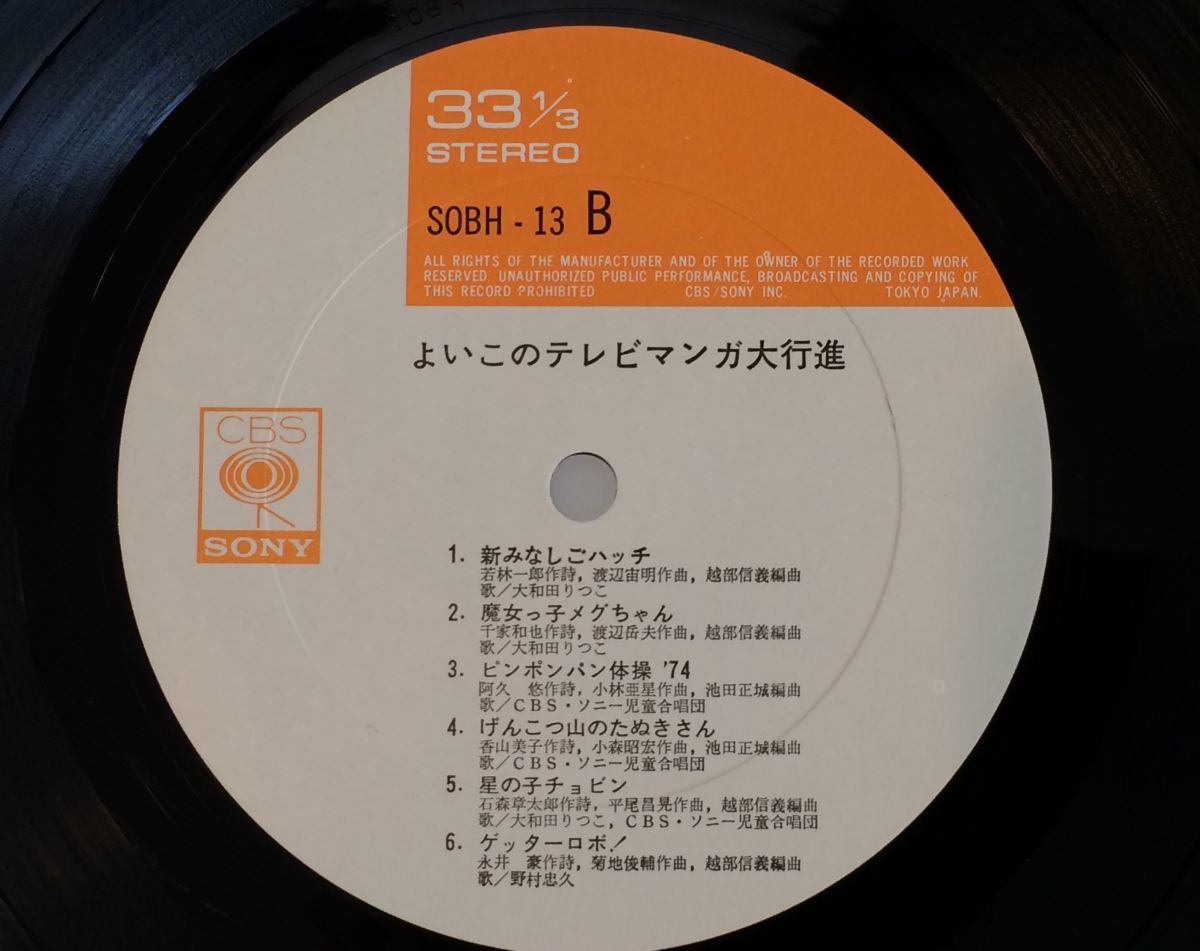 33 1/3
STEREO
SOBH - 13 B
ALL RIGHTS OF THE MANUFACTURER AND OF THE OWNER OF THE RECORDED WORK
RESERVED. UNAUTHORIZED PUBLIC PERFORMANCE, BROADCASTING AND COPYING OF
THIS RECORD PROHIBITED CBS/SONY INC. TOKYO JAPAN.
よいこのテレビマンガ大行進
CBS
SONY
1. 新みなしごハッチ
若林一郎作詩，渡辺宙明作曲，越部信義編曲
歌／大和田りつこ
2. 魔女っ子メグちゃん
千家和也作詩，渡辺岳夫作曲，越部信義編曲
歌／大和田りつこ
3. ピンポンパン体操 '74
阿久 悠作詩，小林亜星作曲，池田正城編曲
歌／CBS・ソニー児童合唱団
4. げんこつ山のたぬきさん
香山美子作詩，小森昭宏作曲，池田正城編曲
歌／CBS・ソニー児童合唱団
5. 星の子チョビン
石森章太郎作詩，平尾昌晃作曲，越部信義編曲
歌／大和田りつこ，CBS・ソニー児童合唱団
6. ゲッターロボ！
永井 豪作詩，菊地俊輔作曲，越部信義編曲
歌／野村忠久